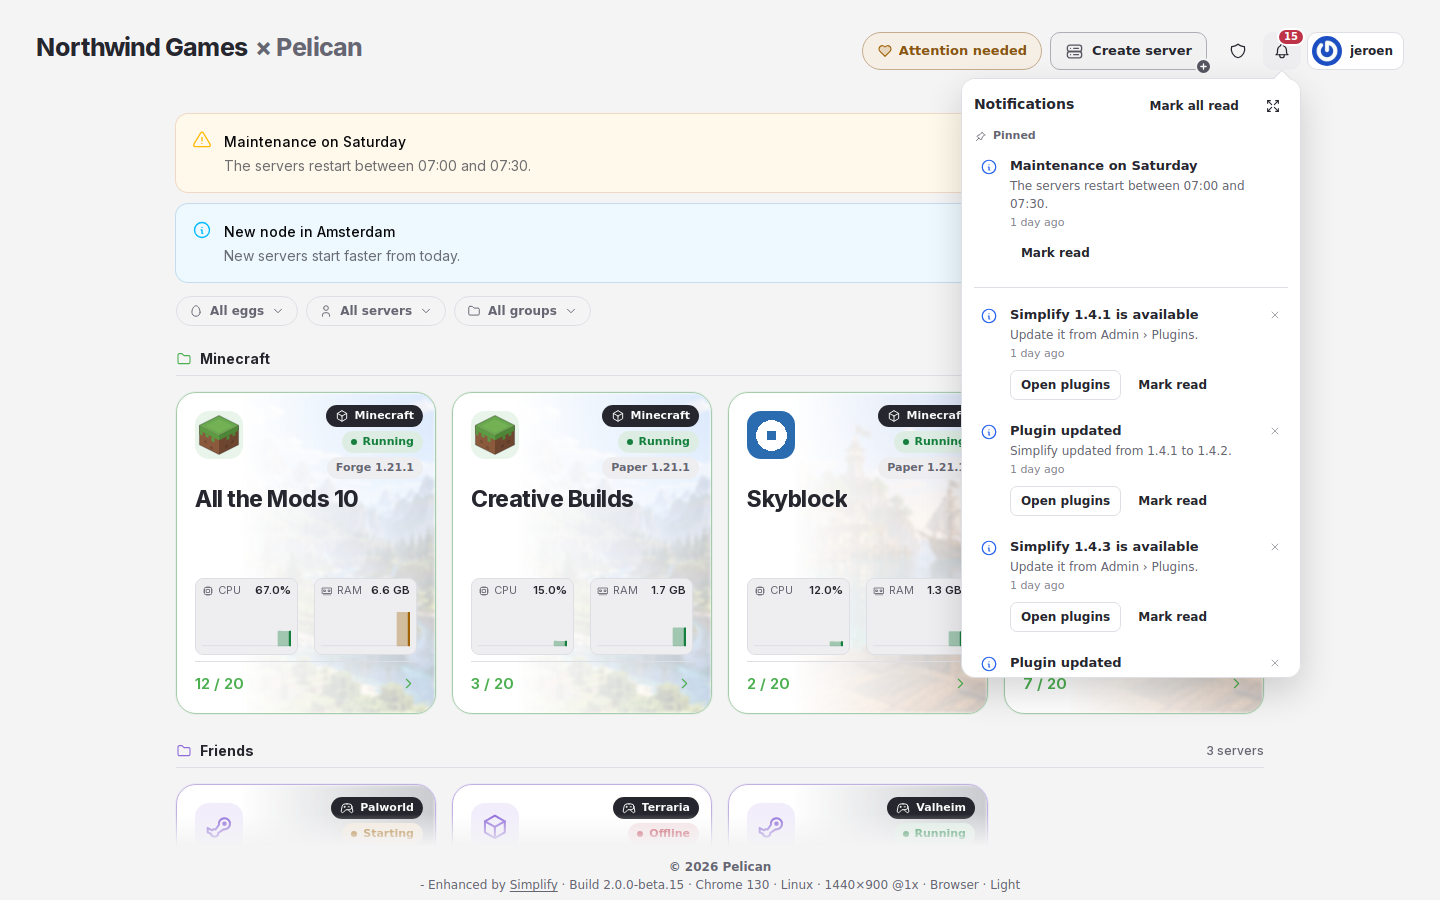 Northwind Games × Pelican
Attention needed
Create server
15
jeroen
Maintenance on Saturday
The servers restart between 07:00 and 07:30.
New node in Amsterdam
New servers start faster from today.
All eggs
All servers
All groups
Notifications
Mark all read
Pinned
Maintenance on Saturday
The servers restart between 07:00 and
07:30.
1 day ago
Mark read
Simplify 1.4.1 is available
Update it from Admin › Plugins.
1 day ago
Open plugins
Mark read
Plugin updated
Simplify updated from 1.4.1 to 1.4.2.
1 day ago
Open plugins
Mark read
Simplify 1.4.3 is available
Update it from Admin › Plugins.
1 day ago
Open plugins
Mark read
Plugin updated
Minecraft
Minecraft
Running
Forge 1.21.1
All the Mods 10
CPU 67.0%
RAM 6.6 GB
12 / 20
Minecraft
Running
Paper 1.21.1
Creative Builds
CPU 15.0%
RAM 1.7 GB
3 / 20
Minecraft
Running
Paper 1.21.1
Skyblock
CPU 12.0%
RAM 1.3 GB
2 / 20
7 / 20
Friends
3 servers
Palworld
Starting
Terraria
Offline
Valheim
Running
© 2026 Pelican
- Enhanced by Simplify · Build 2.0.0-beta.15 · Chrome 130 · Linux · 1440×900 @1x · Browser · Light